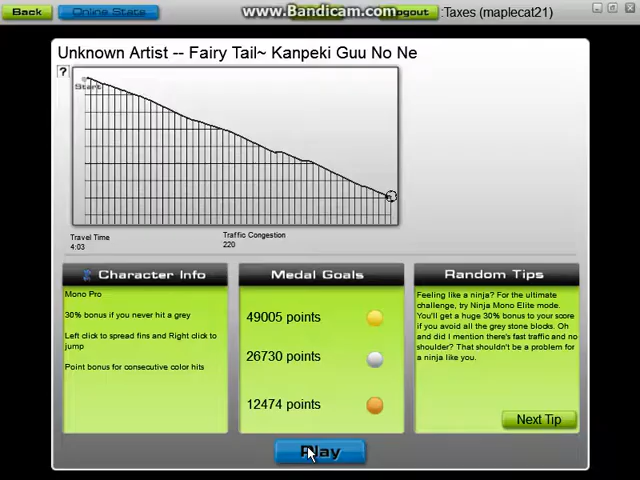 Back
Online Stats
www.Bandicam.com
Logout
:Taxes (maplecat21)
Unknown Artist -- Fairy Tail~ Kanpeki Guu No Ne
?
Start
Travel Time
4:03
Traffic Congestion
220
Character Info
Mono Pro
30% bonus if you never hit a grey
Left click to spread fins and Right click to
jump
Point bonus for consecutive color hits
Medal Goals
49005 points
26730 points
12474 points
Random Tips
Feeling like a ninja? For the ultimate
challenge, try Ninja Mono Elite mode.
You'll get a huge 30% bonus to your score
if you avoid all the grey stone blocks. Oh
and did I mention there's fast traffic and no
shoulder? That shouldn't be a problem for
a ninja like you.
Next Tip
Play